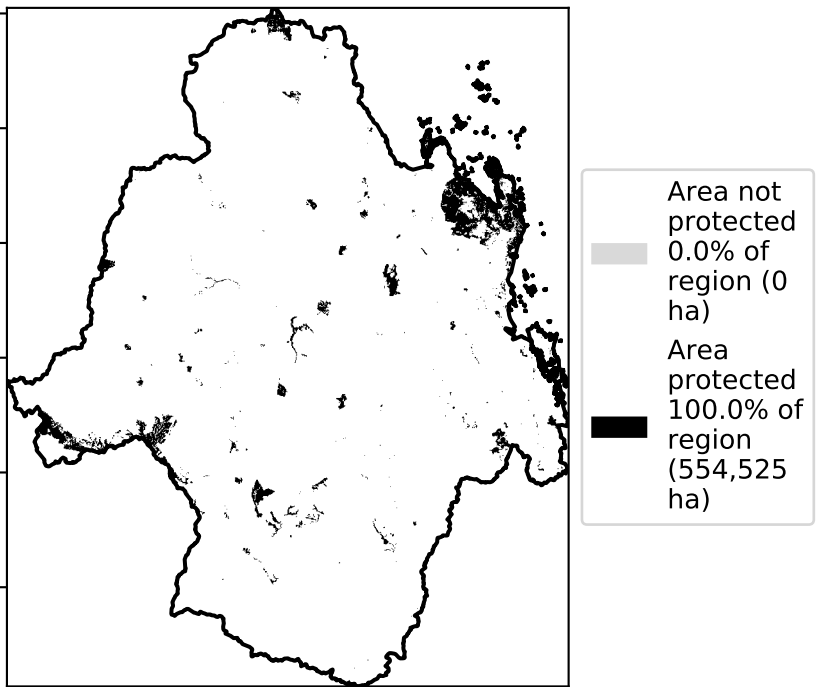 Area not
protected
0.0% of
region (0
ha)
Area
protected
100.0% of
region
(554,525
ha)